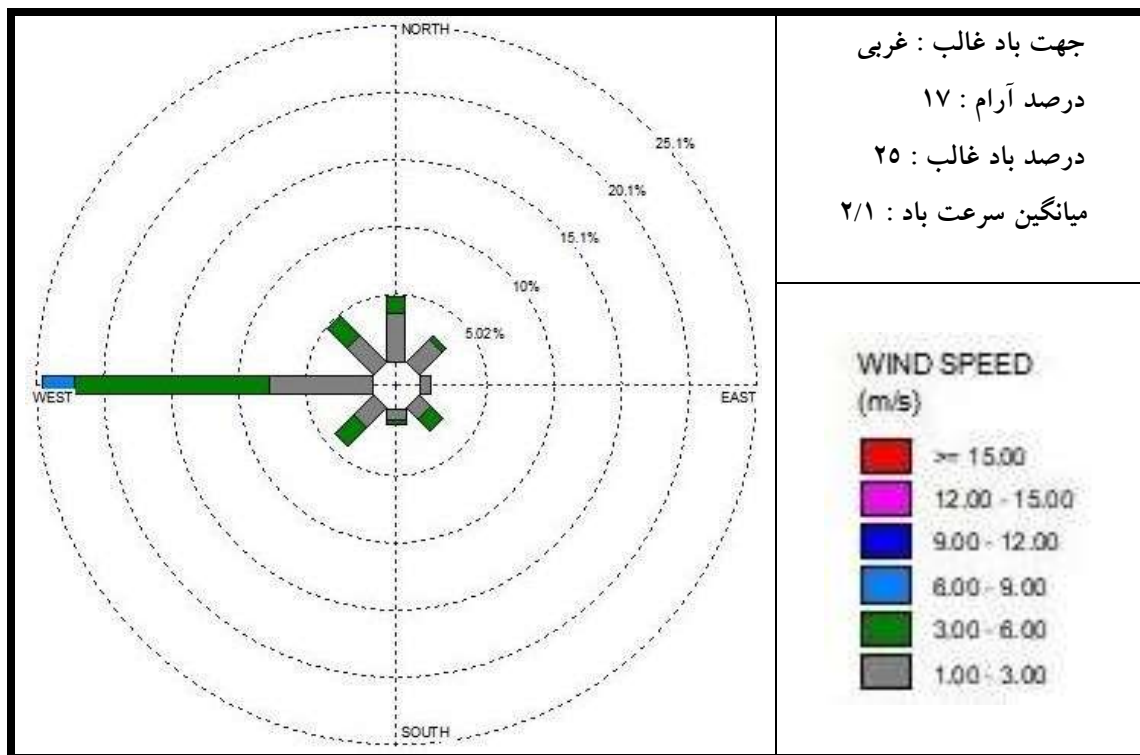 NORTH
25.1%
20.1%
15.1%
10%
5.02%
WEST
EAST
SOUTH
جهت باد غالب : غربی
درصد آرام : ۱۷
درصد باد غالب : ۲۵
میانگین سرعت باد : ۲/۱
WIND SPEED
(m/s)
>= 15.00
12.00 - 15.00
9.00 - 12.00
6.00 - 9.00
3.00 - 6.00
1.00 - 3.00